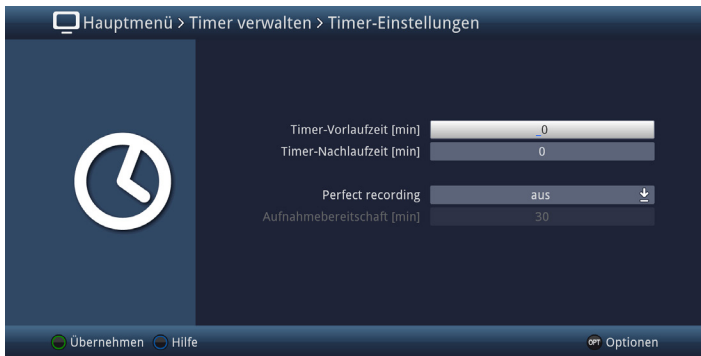 Hauptmenü > Timer verwalten > Timer-Einstellungen
Timer-Vorlaufzeit [min] _0
Timer-Nachlaufzeit [min] 0
Perfect recording aus
Aufnahmebereitschaft [min] 30
Übernehmen Hilfe OPT Optionen